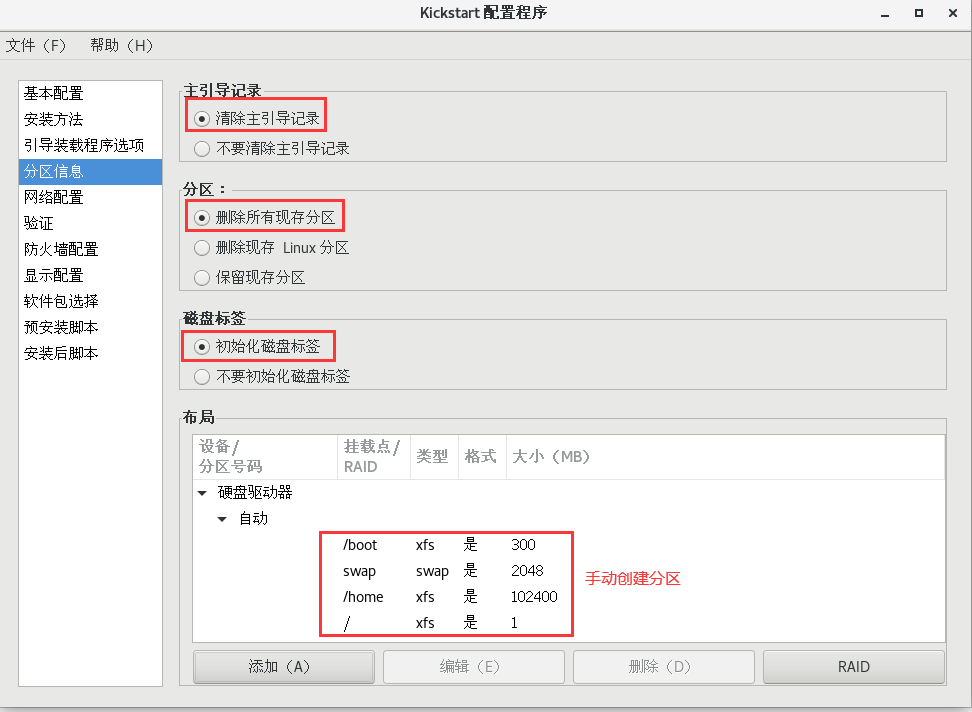 Kickstart 配置程序
文件（F） 帮助（H）
基本配置
安装方法
引导装载程序选项
分区信息
网络配置
验证
防火墙配置
显示配置
软件包选择
预安装脚本
安装后脚本
主引导记录
清除主引导记录
不要清除主引导记录
分区：
删除所有现存分区
删除现存 Linux 分区
保留现存分区
磁盘标签
初始化磁盘标签
不要初始化磁盘标签
布局
设备/
分区号码
挂载点/
RAID
类型
格式
大小（MB）
硬盘驱动器
自动
/boot xfs 是 300
swap swap 是 2048
/home xfs 是 102400
/ xfs 是 1
手动创建分区
添加（A） 编辑（E） 删除（D） RAID